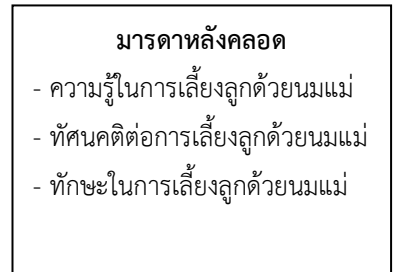 มารดาหลังคลอด
- ความรู้ในการเลี้ยงลูกด้วยนมแม่
- ทัศนคติต่อการเลี้ยงลูกด้วยนมแม่
- ทักษะในการเลี้ยงลูกด้วยนมแม่